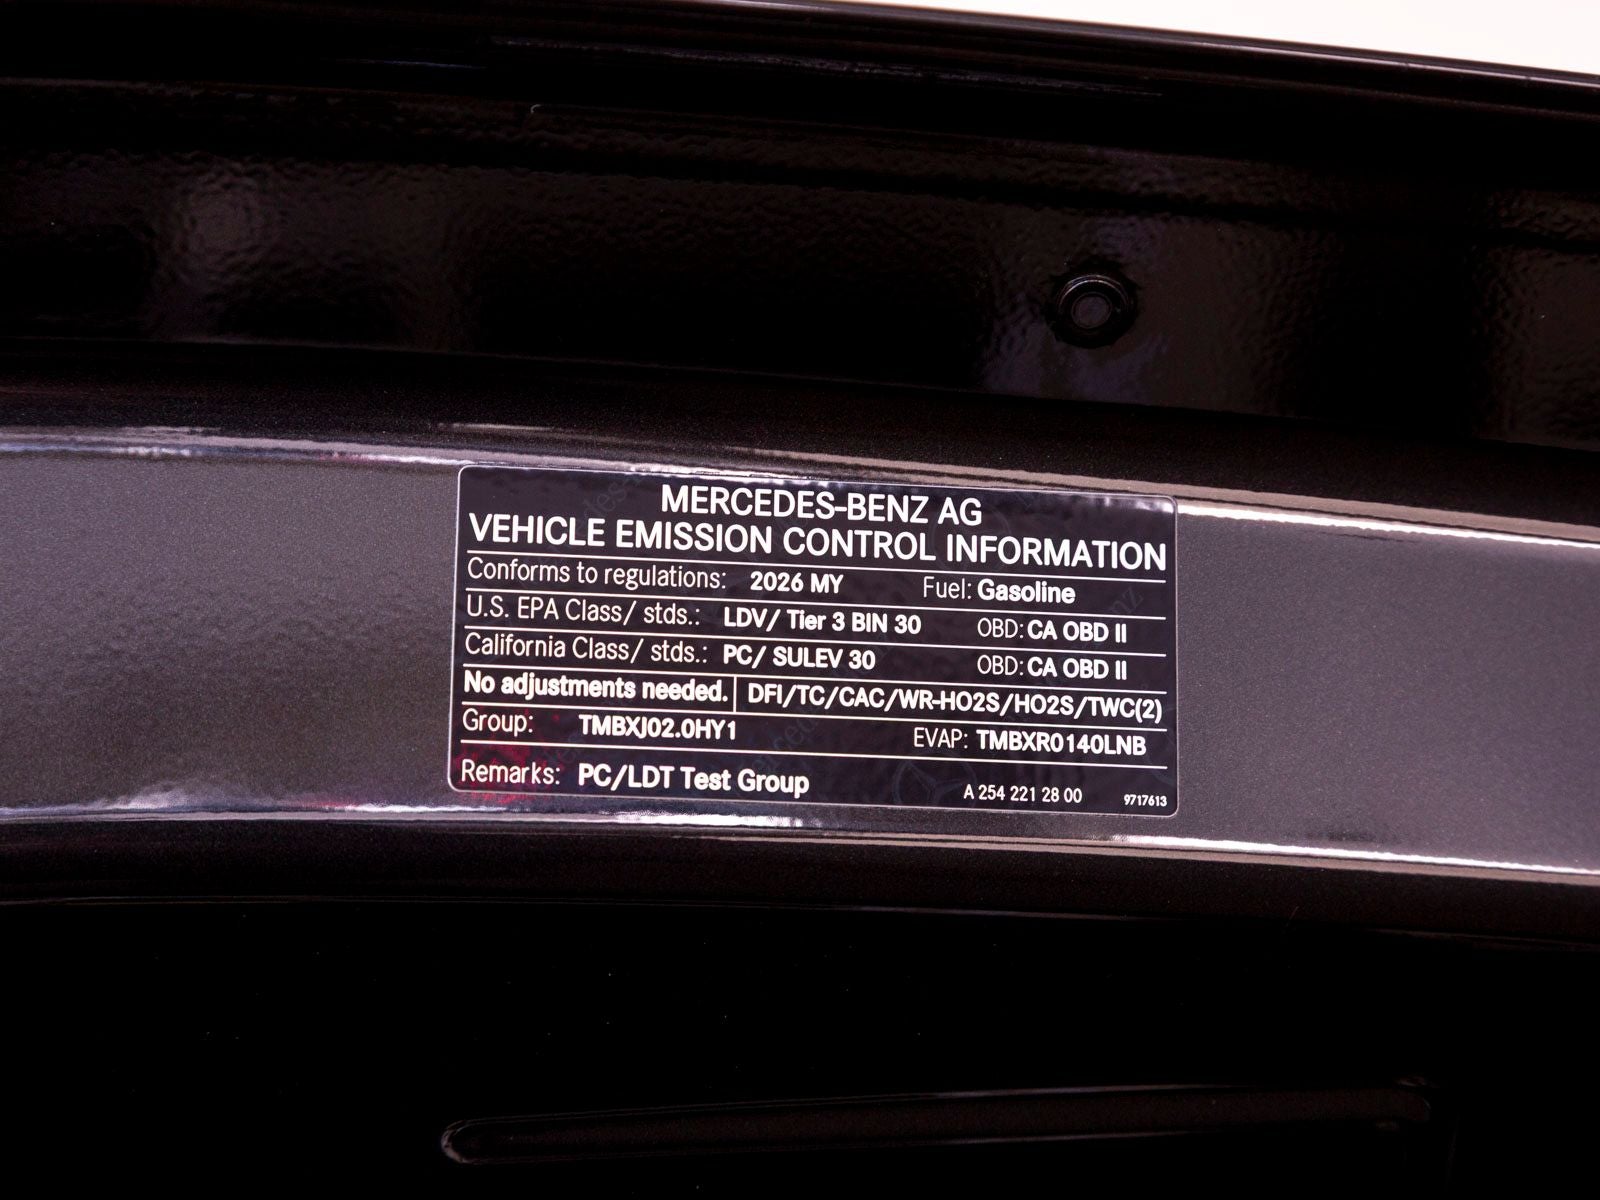 MERCEDES-BENZ AG
VEHICLE EMISSION CONTROL INFORMATION
Conforms to regulations: 2026 MY Fuel: Gasoline
U.S. EPA Class/ stds.: LDV/ Tier 3 BIN 30 OBD: CA OBD II
California Class/ stds.: PC/ SULEV 30 OBD: CA OBD II
No adjustments needed. DFI/TC/CAC/WR-HO2S/HO2S/TWC(2)
Group: TMBXJ02.0HY1 EVAP: TMBXR0140LNB
Remarks: PC/LDT Test Group A 254 221 28 00 9717613